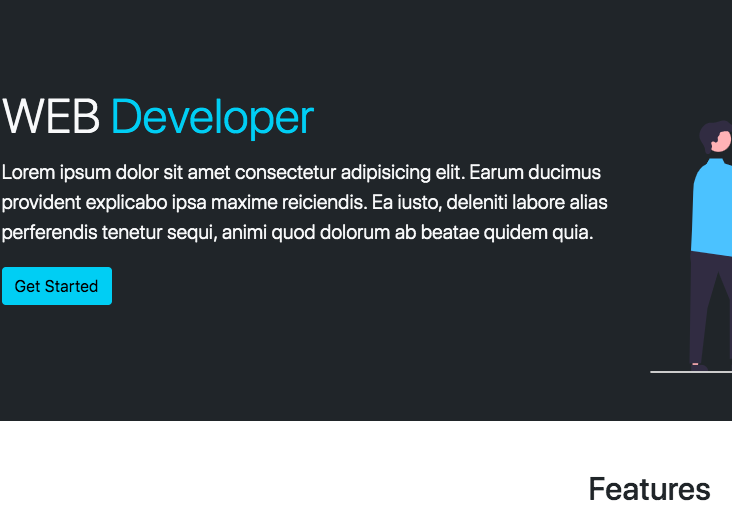 WEB Developer
Lorem ipsum dolor sit amet consectetur adipisicing elit. Earum ducimus
provident explicabo ipsa maxime reiciendis. Ea iusto, deleniti labore alias
perferendis tenetur sequi, animi quod dolorum ab beatae quidem quia.
Get Started
Features